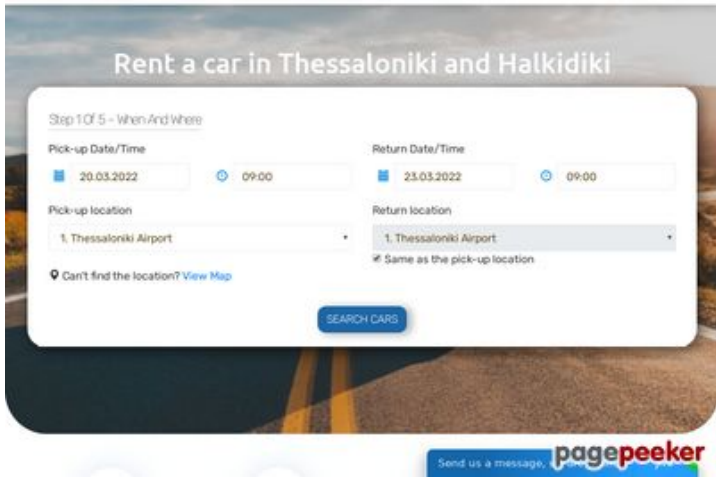 Rent a car in Thessaloniki and Halkidiki
Step 1 Of 5 – When And Where
Pick-up Date/Time
20.03.2022
09:00
Return Date/Time
23.03.2022
09:00
Pick-up location
1. Thessaloniki Airport
Return location
1. Thessaloniki Airport
Same as the pick-up location
Can't find the location? View Map
SEARCH CARS
Send us a message,
pagepeeker